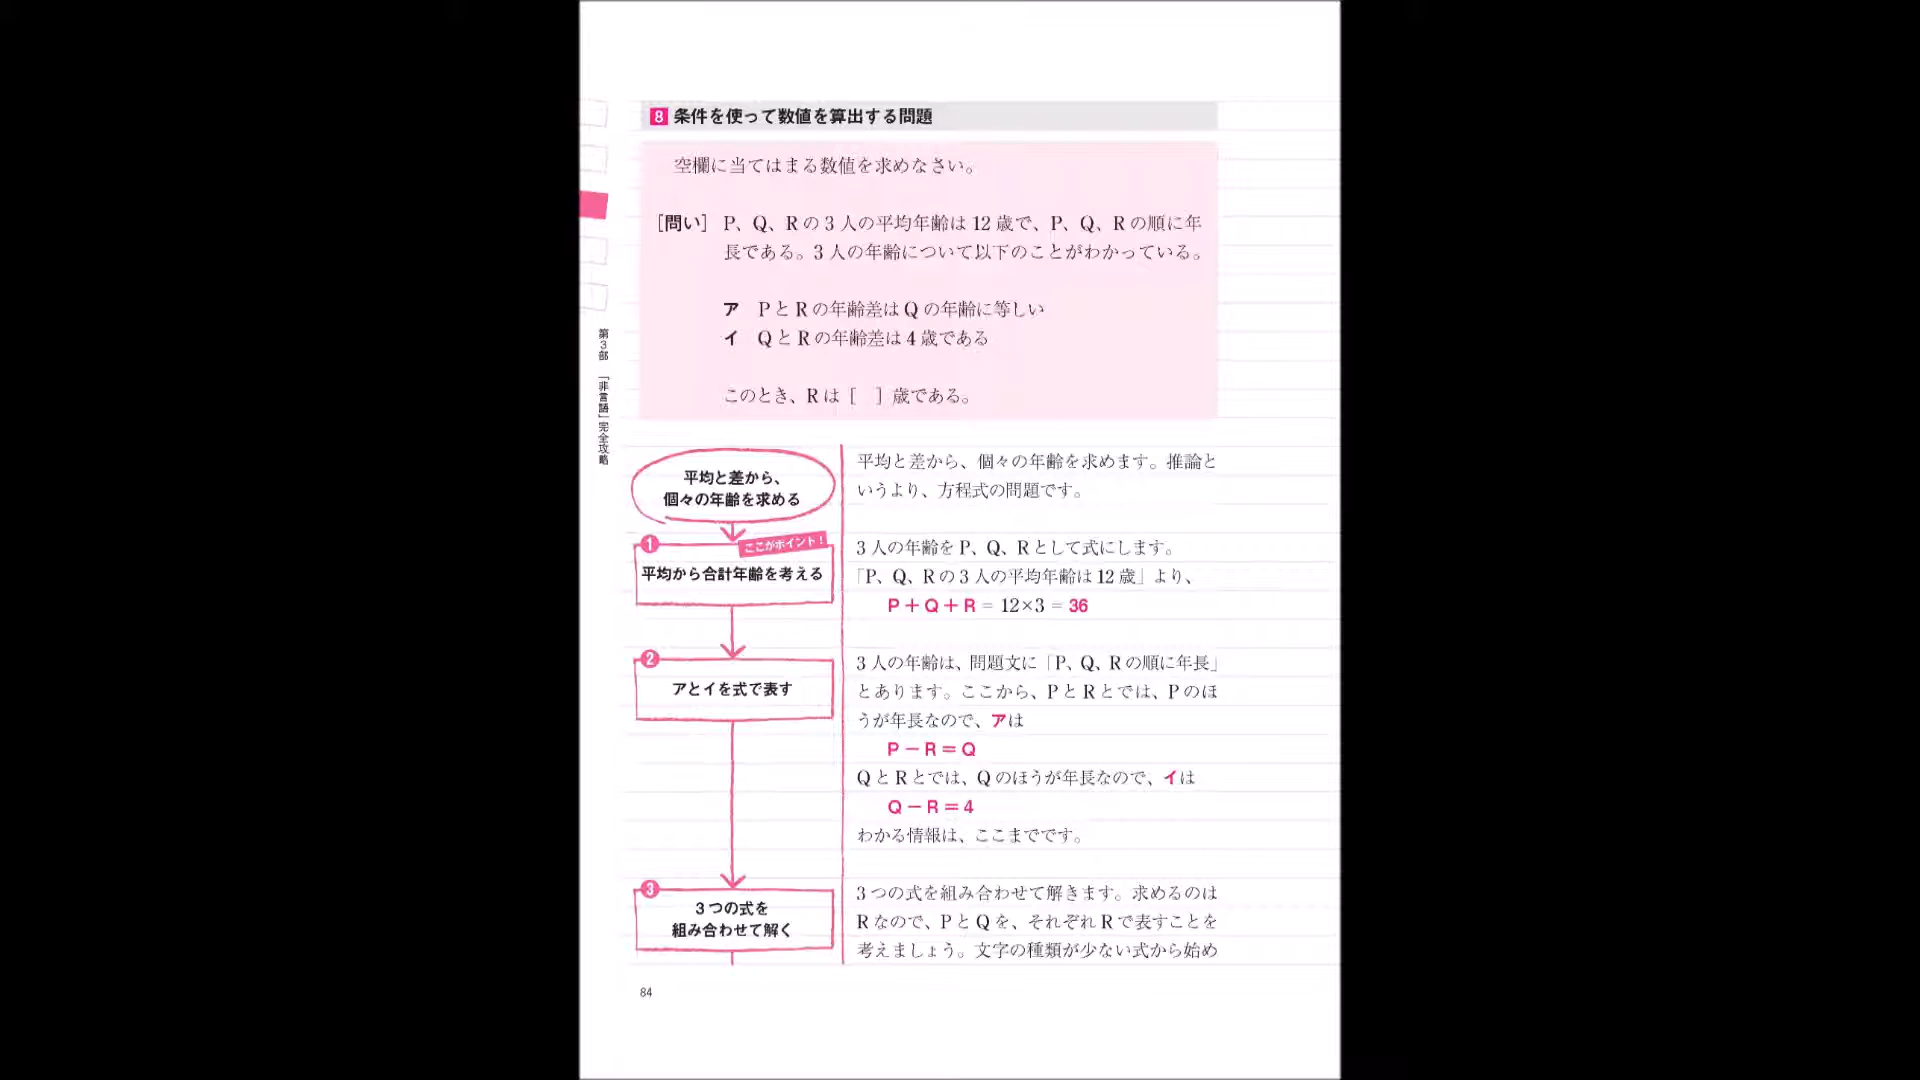 8 条件を使って数値を算出する問題
空欄に当てはまる数値を求めなさい。
[問い] P、Q、Rの3人の平均年齢は12歳で、P、Q、Rの順に年
長である。3人の年齢について以下のことがわかっている。
ア PとRの年齢差はQの年齢に等しい
イ QとRの年齢差は4歳である
このとき、Rは[ ]歳である。
第3部 「非言語」完全攻略
平均と差から、
個々の年齢を求める
1 ここがポイント!
平均から合計年齢を考える
2
アとイを式で表す
3
3つの式を
組み合わせて解く
平均と差から、個々の年齢を求めます。推論と
いうより、方程式の問題です。
3人の年齢をP、Q、Rとして式にします。
「P、Q、Rの3人の平均年齢は12歳」より、
P+Q+R=12×3=36
3人の年齢は、問題文に「P、Q、Rの順に年長」
とあります。ここから、PとRとでは、Pのほ
うが年長なので、アは
P-R=Q
QとRとでは、Qのほうが年長なので、イは
Q-R=4
わかる情報は、ここまでです。
3つの式を組み合わせて解きます。求めるのは
Rなので、PとQを、それぞれRで表すことを
考えましょう。文字の種類が少ない式から始め
84